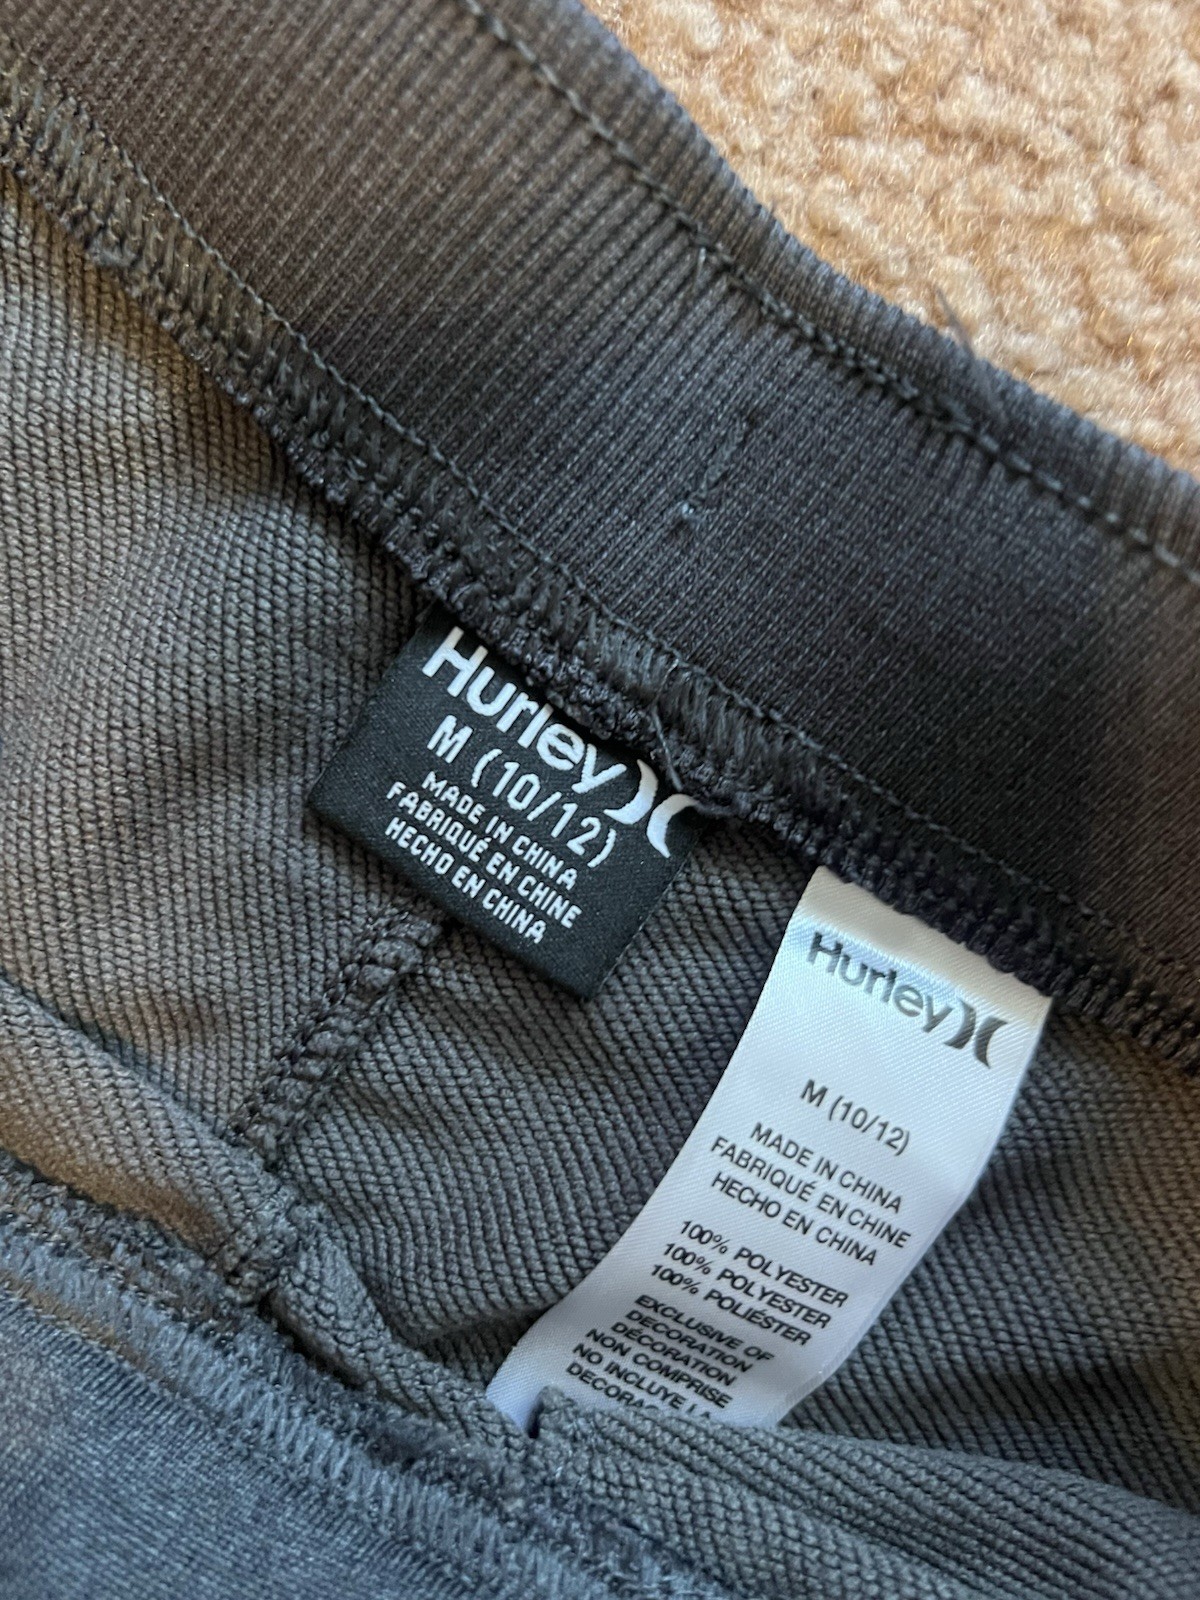 Hurley
M (10/12)
MADE IN CHINA
FABRIQUÉ EN CHINE
HECHO EN CHINA
Hurley
M (10/12)
MADE IN CHINA
FABRIQUÉ EN CHINE
HECHO EN CHINA
100% POLYESTER
100% POLYESTER
100% POLIÉSTER
EXCLUSIVE OF
DECORATION
NON COMPRISE
DÉCORATION
NO INCLUYE LA